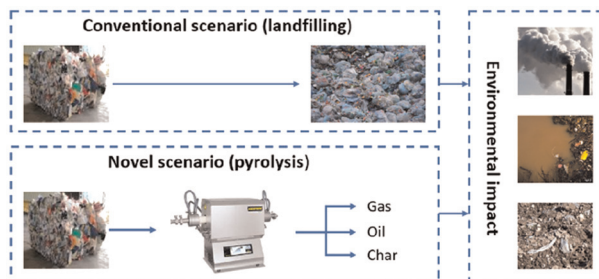 Conventional scenario (landfilling)
Novel scenario (pyrolysis)
Gas
Oil
Char
Environmental impact